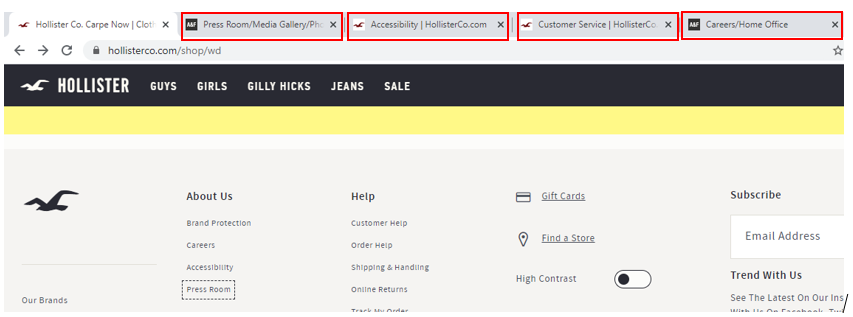 Hollister Co. Carpe Now | Cloth
Press Room/Media Gallery/Pho
Accessibility | HollisterCo.com
Customer Service | HollisterCo
Careers/Home Office
hollisterco.com/shop/wd
HOLLISTER GUYS GIRLS GILLY HICKS JEANS SALE
About Us
Brand Protection
Careers
Accessibility
Press Room
Our Brands
Help
Customer Help
Order Help
Shipping & Handling
Online Returns
Track My Order
Gift Cards
Find a Store
High Contrast
Subscribe
Email Address
Trend With Us
See The Latest On Our Ins
With Us On Facebook, Tw